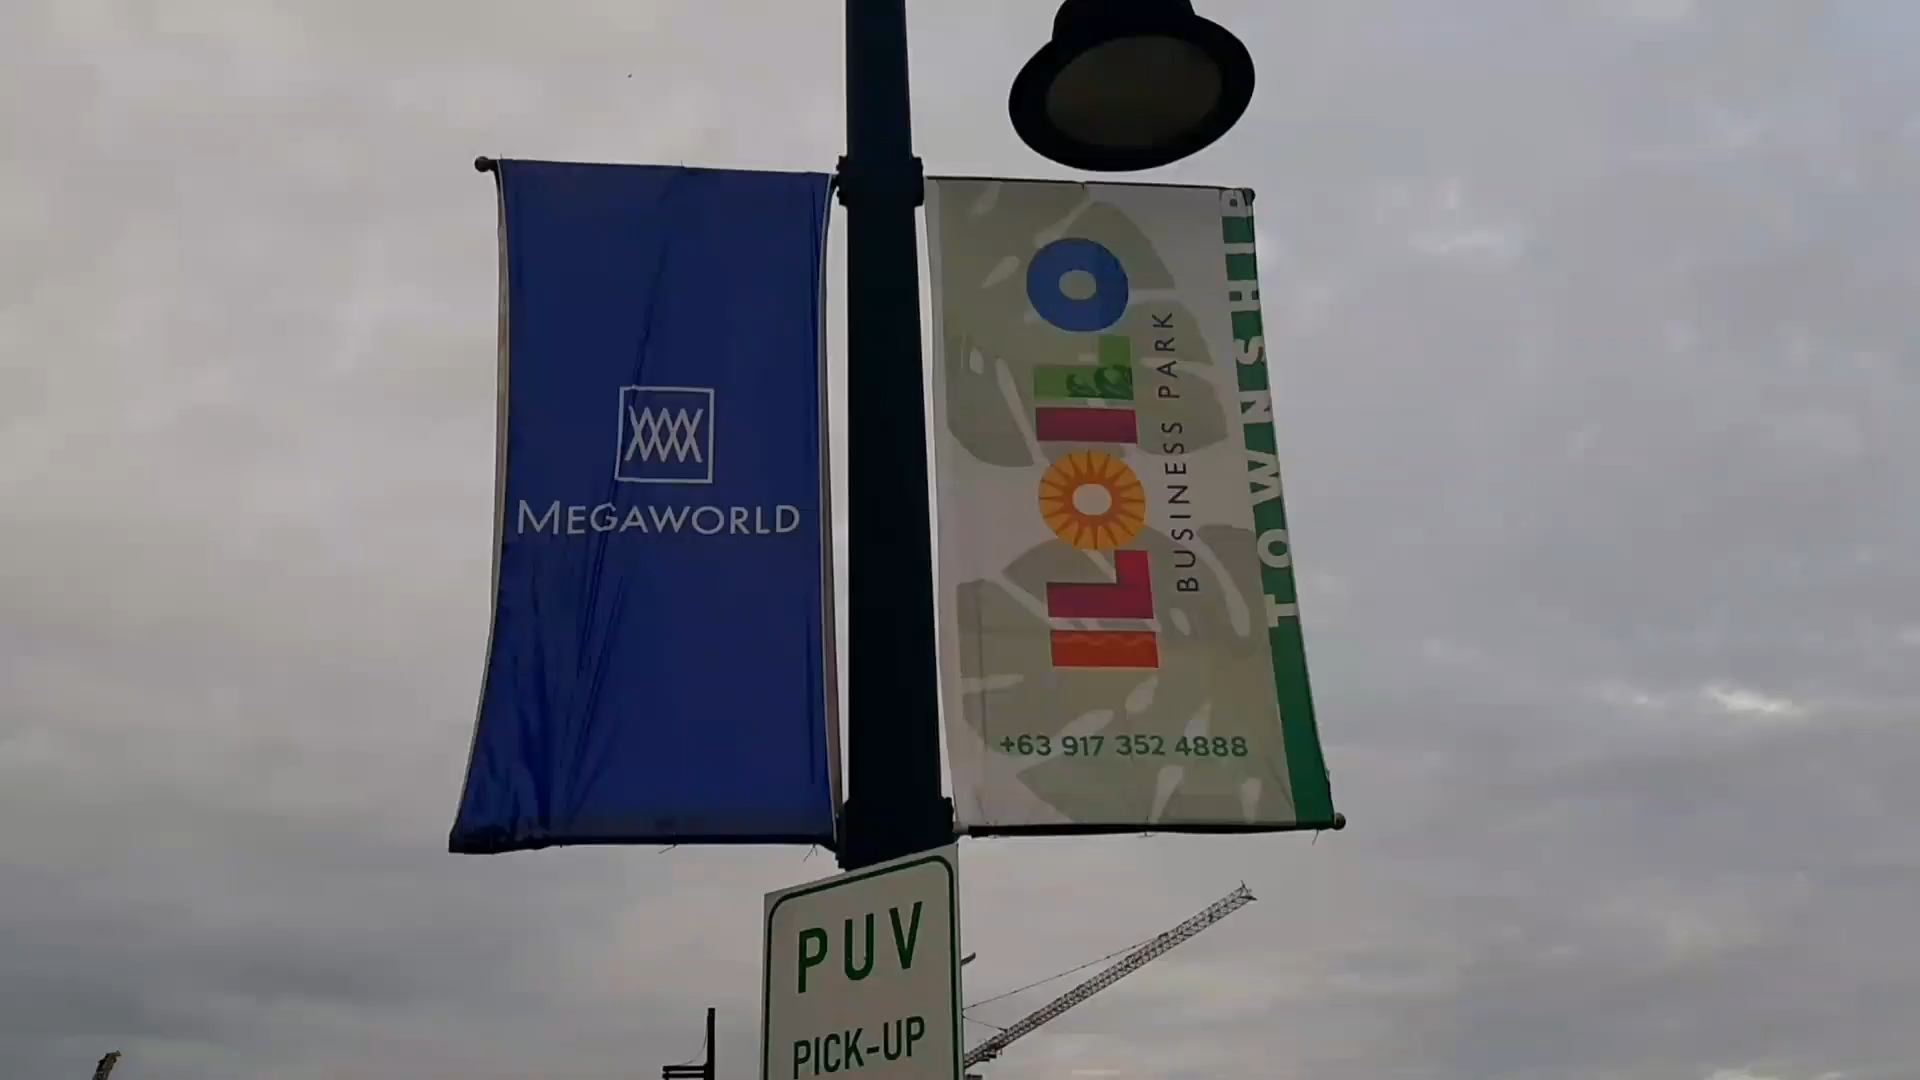 MEGAWORLD
ILOILO
BUSINESS PARK
TOWNSHIP
+63 917 352 4888
PUV
PICK-UP